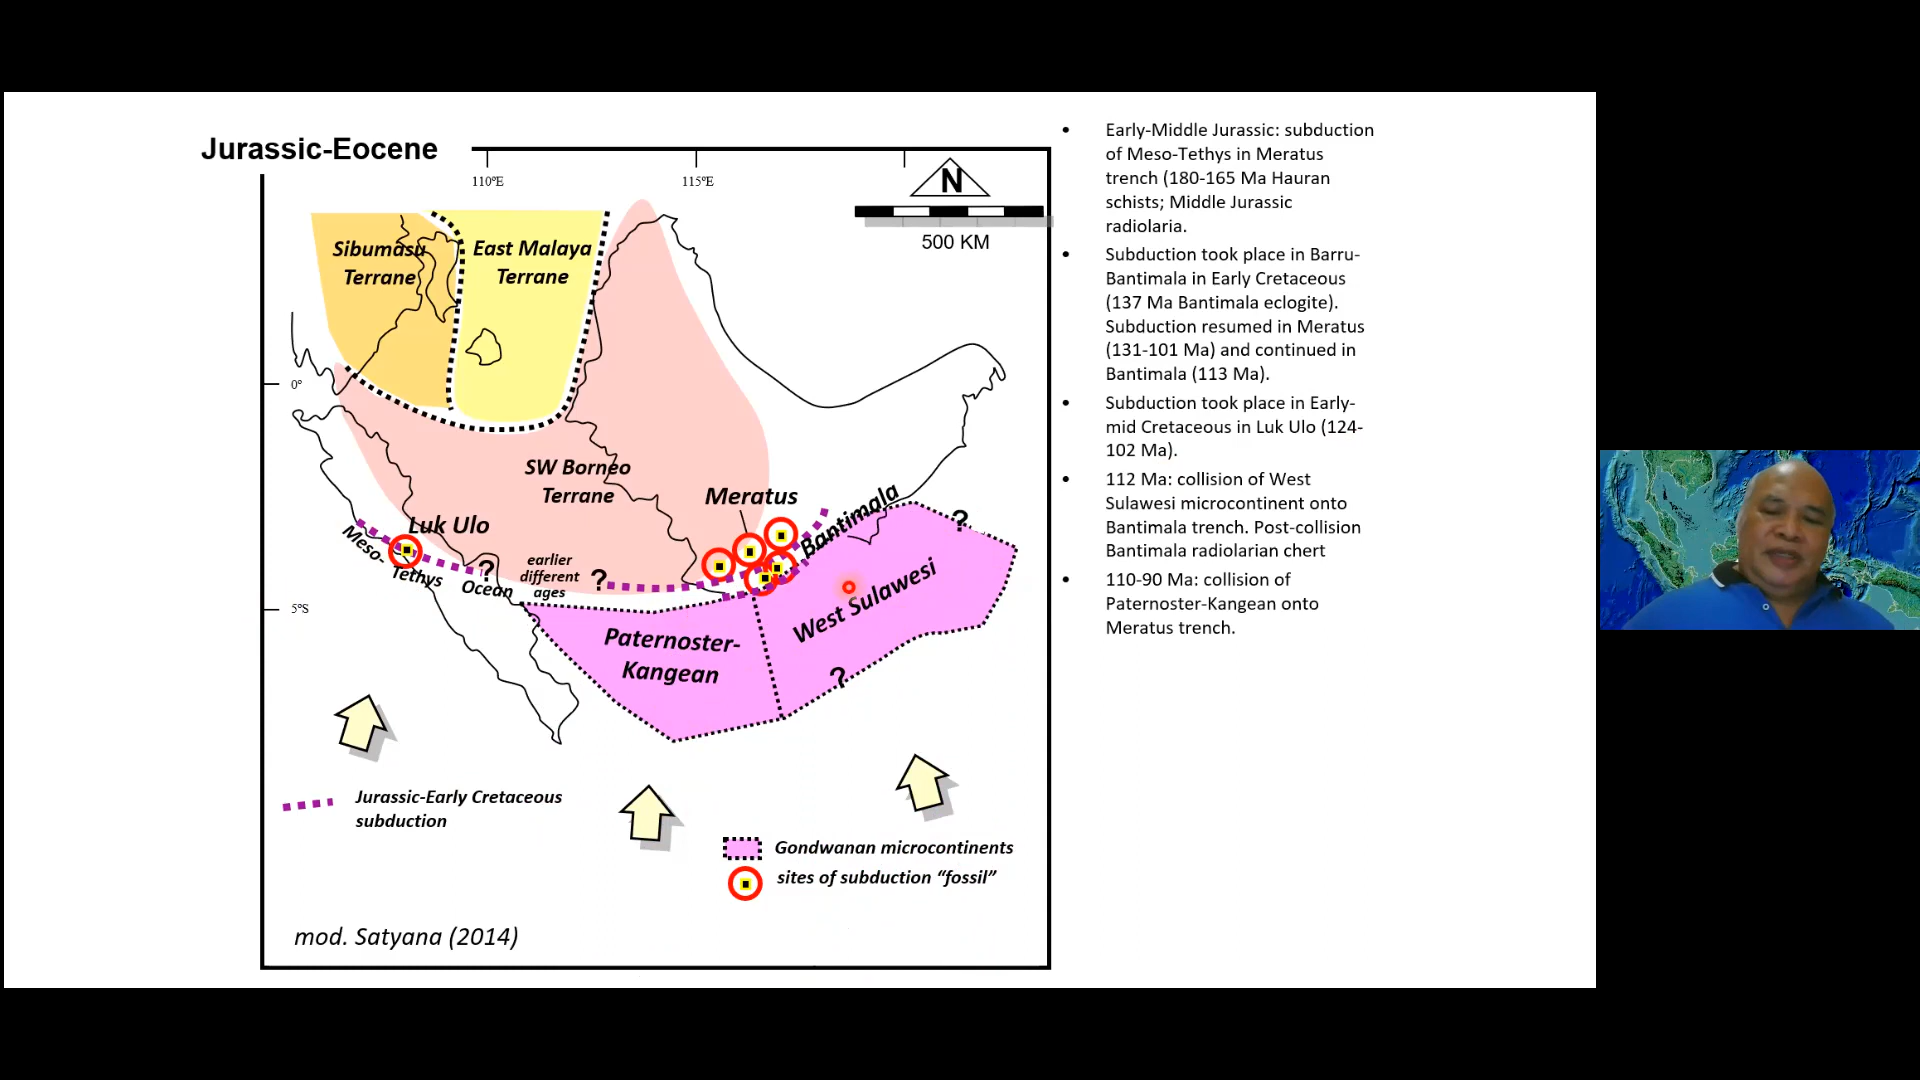 Jurassic-Eocene
110ºE
115ºE
N
500 KM
Sibumasu
Terrane
East Malaya
Terrane
0º
SW Borneo
Terrane
Meratus
Bantimala
Luk Ulo
Meso-
Tethys
Ocean
?
earlier
different
ages
?
?
5ºS
West Sulawesi
Paternoster-
Kangean
?
Jurassic-Early Cretaceous
subduction
Gondwanan microcontinents
sites of subduction “fossil”
mod. Satyana (2014)
• Early-Middle Jurassic: subduction
of Meso-Tethys in Meratus
trench (180-165 Ma Hauran
schists; Middle Jurassic
radiolaria.
• Subduction took place in Barru-
Bantimala in Early Cretaceous
(137 Ma Bantimala eclogite).
Subduction resumed in Meratus
(131-101 Ma) and continued in
Bantimala (113 Ma).
• Subduction took place in Early-
mid Cretaceous in Luk Ulo (124-
102 Ma).
• 112 Ma: collision of West
Sulawesi microcontinent onto
Bantimala trench. Post-collision
Bantimala radiolarian chert
• 110-90 Ma: collision of
Paternoster-Kangean onto
Meratus trench.